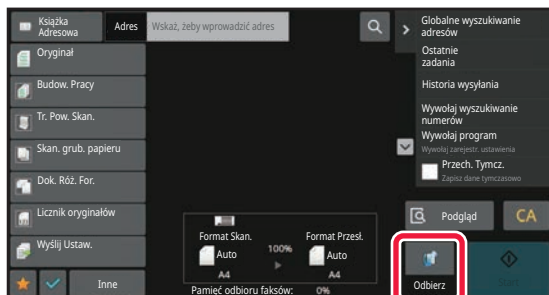 Książka
Adresowa
Adres
Wskaż, żeby wprowadzić adres
Oryginał
Budow. Pracy
Tr. Pow. Skan.
Skan. grub. papieru
Dok. Róż. For.
Licznik oryginałów
Wyślij Ustaw.
Inne
Format Skan.
Auto
A4
100%
Format Przesł.
Auto
A4
Pamięć odbioru faksów: 0%
Globalne wyszukiwanie
adresów
Ostatnie
zadania
Historia wysyłania
Wywołaj wyszukiwanie
numerów
Wywołaj program
Wywołaj zarejestr. ustawienia
Przech. Tymcz.
Zapisz dane tymczasowo
Podgląd
CA
Odbierz
Start